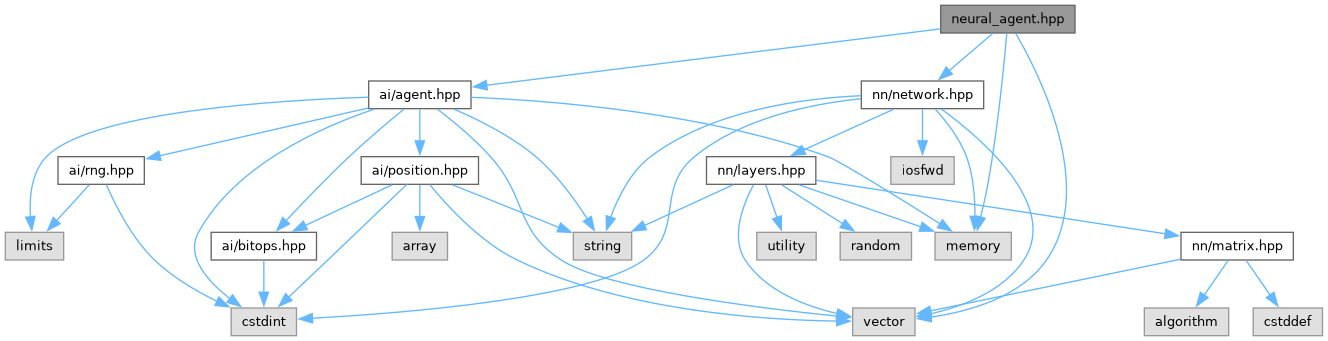 neural_agent.hpp
ai/agent.hpp
nn/network.hpp
ai/rng.hpp
ai/position.hpp
nn/layers.hpp
iosfwd
limits
ai/bitops.hpp
array
string
utility
random
memory
nn/matrix.hpp
cstdint
vector
algorithm
cstddef